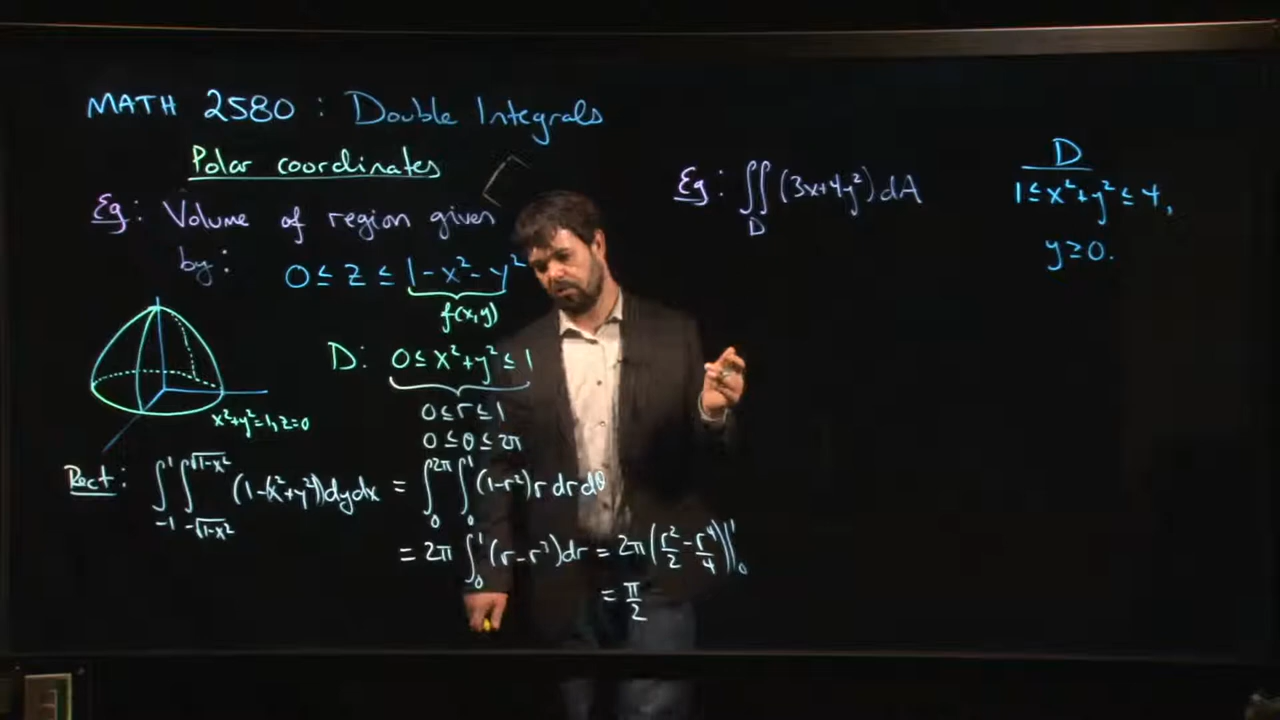 MATH 2580 : Double Integrals
Polar coordinates
Eg : Volume of region given
by :
0 ≤ z ≤ 1 - x² - y²
f(x,y)
D: 0 ≤ x² + y² ≤ 1
0 ≤ r ≤ 1
0 ≤ θ ≤ 2π
x²+y²=1, z=0
Rect: ∫₋₁¹ ∫_{-√(1-x²)}^{√(1-x²)} (1-(x²+y²)) dy dx = ∫₀^{2π} ∫₀¹ (1-r²) r dr dθ
= 2π ∫₀¹ (r - r³) dr = 2π (r²/2 - r⁴/4)|₀¹
= π/2
Eg : ∬_D (3x+4y²) dA
D
1 ≤ x² + y² ≤ 4,
y ≥ 0.